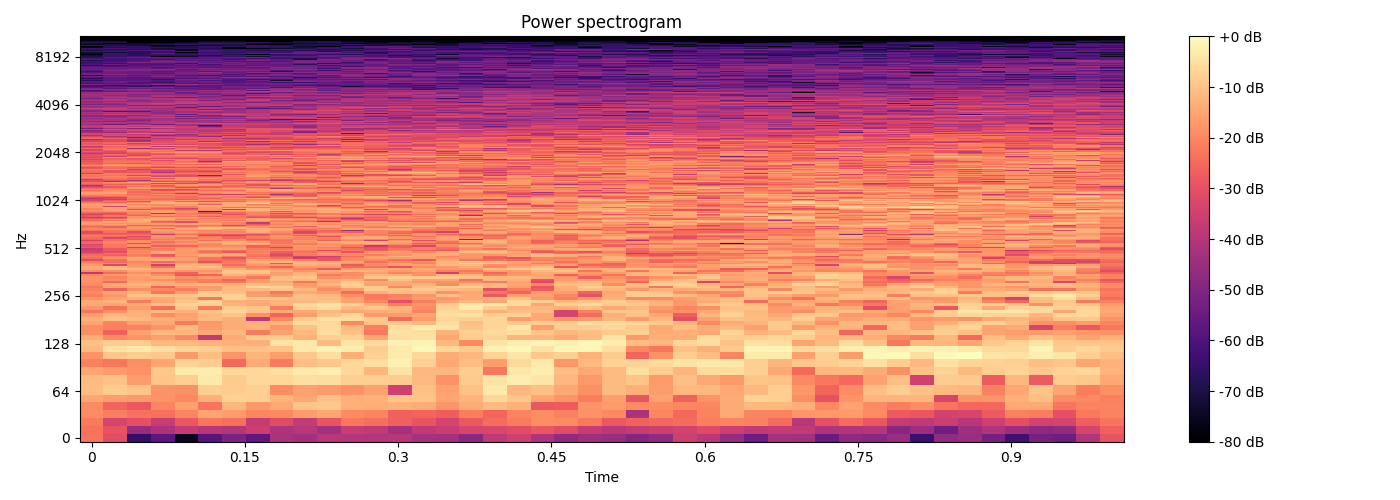 Power spectrogram
Hz
8192
4096
2048
1024
512
256
128
64
0
0 0.15 0.3 0.45 0.6 0.75 0.9
Time
+0 dB
-10 dB
-20 dB
-30 dB
-40 dB
-50 dB
-60 dB
-70 dB
-80 dB